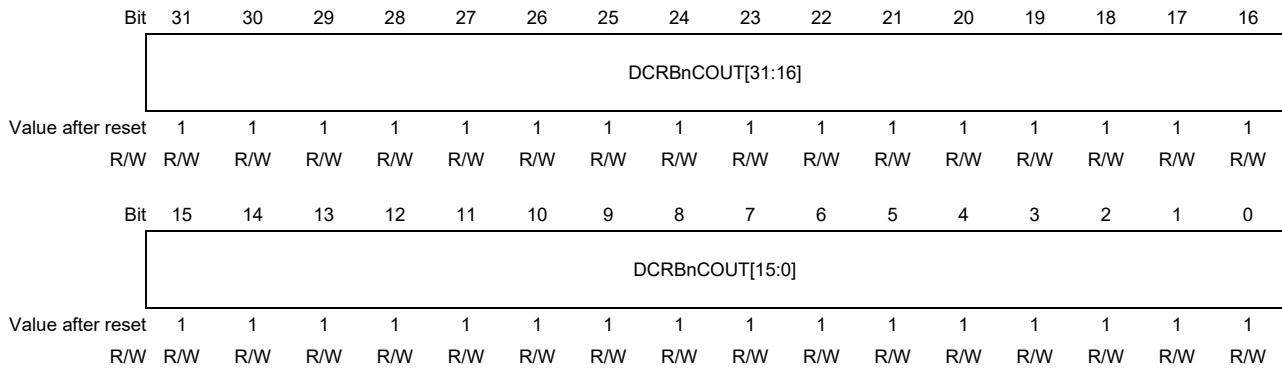 Bit 31 30 29 28 27 26 25 24 23 22 21 20 19 18 17 16
DCRBnCOUT[31:16]
Value after reset 1 1 1 1 1 1 1 1 1 1 1 1 1 1 1 1
R/W R/W R/W R/W R/W R/W R/W R/W R/W R/W R/W R/W R/W R/W R/W R/W R/W
Bit 15 14 13 12 11 10 9 8 7 6 5 4 3 2 1 0
DCRBnCOUT[15:0]
Value after reset 1 1 1 1 1 1 1 1 1 1 1 1 1 1 1 1
R/W R/W R/W R/W R/W R/W R/W R/W R/W R/W R/W R/W R/W R/W R/W R/W R/W